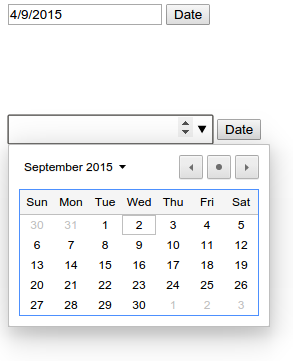 4/9/2015 Date
Date
September 2015
Sun Mon Tue Wed Thu Fri Sat
30 31 1 2 3 4 5
6 7 8 9 10 11 12
13 14 15 16 17 18 19
20 21 22 23 24 25 26
27 28 29 30 1 2 3